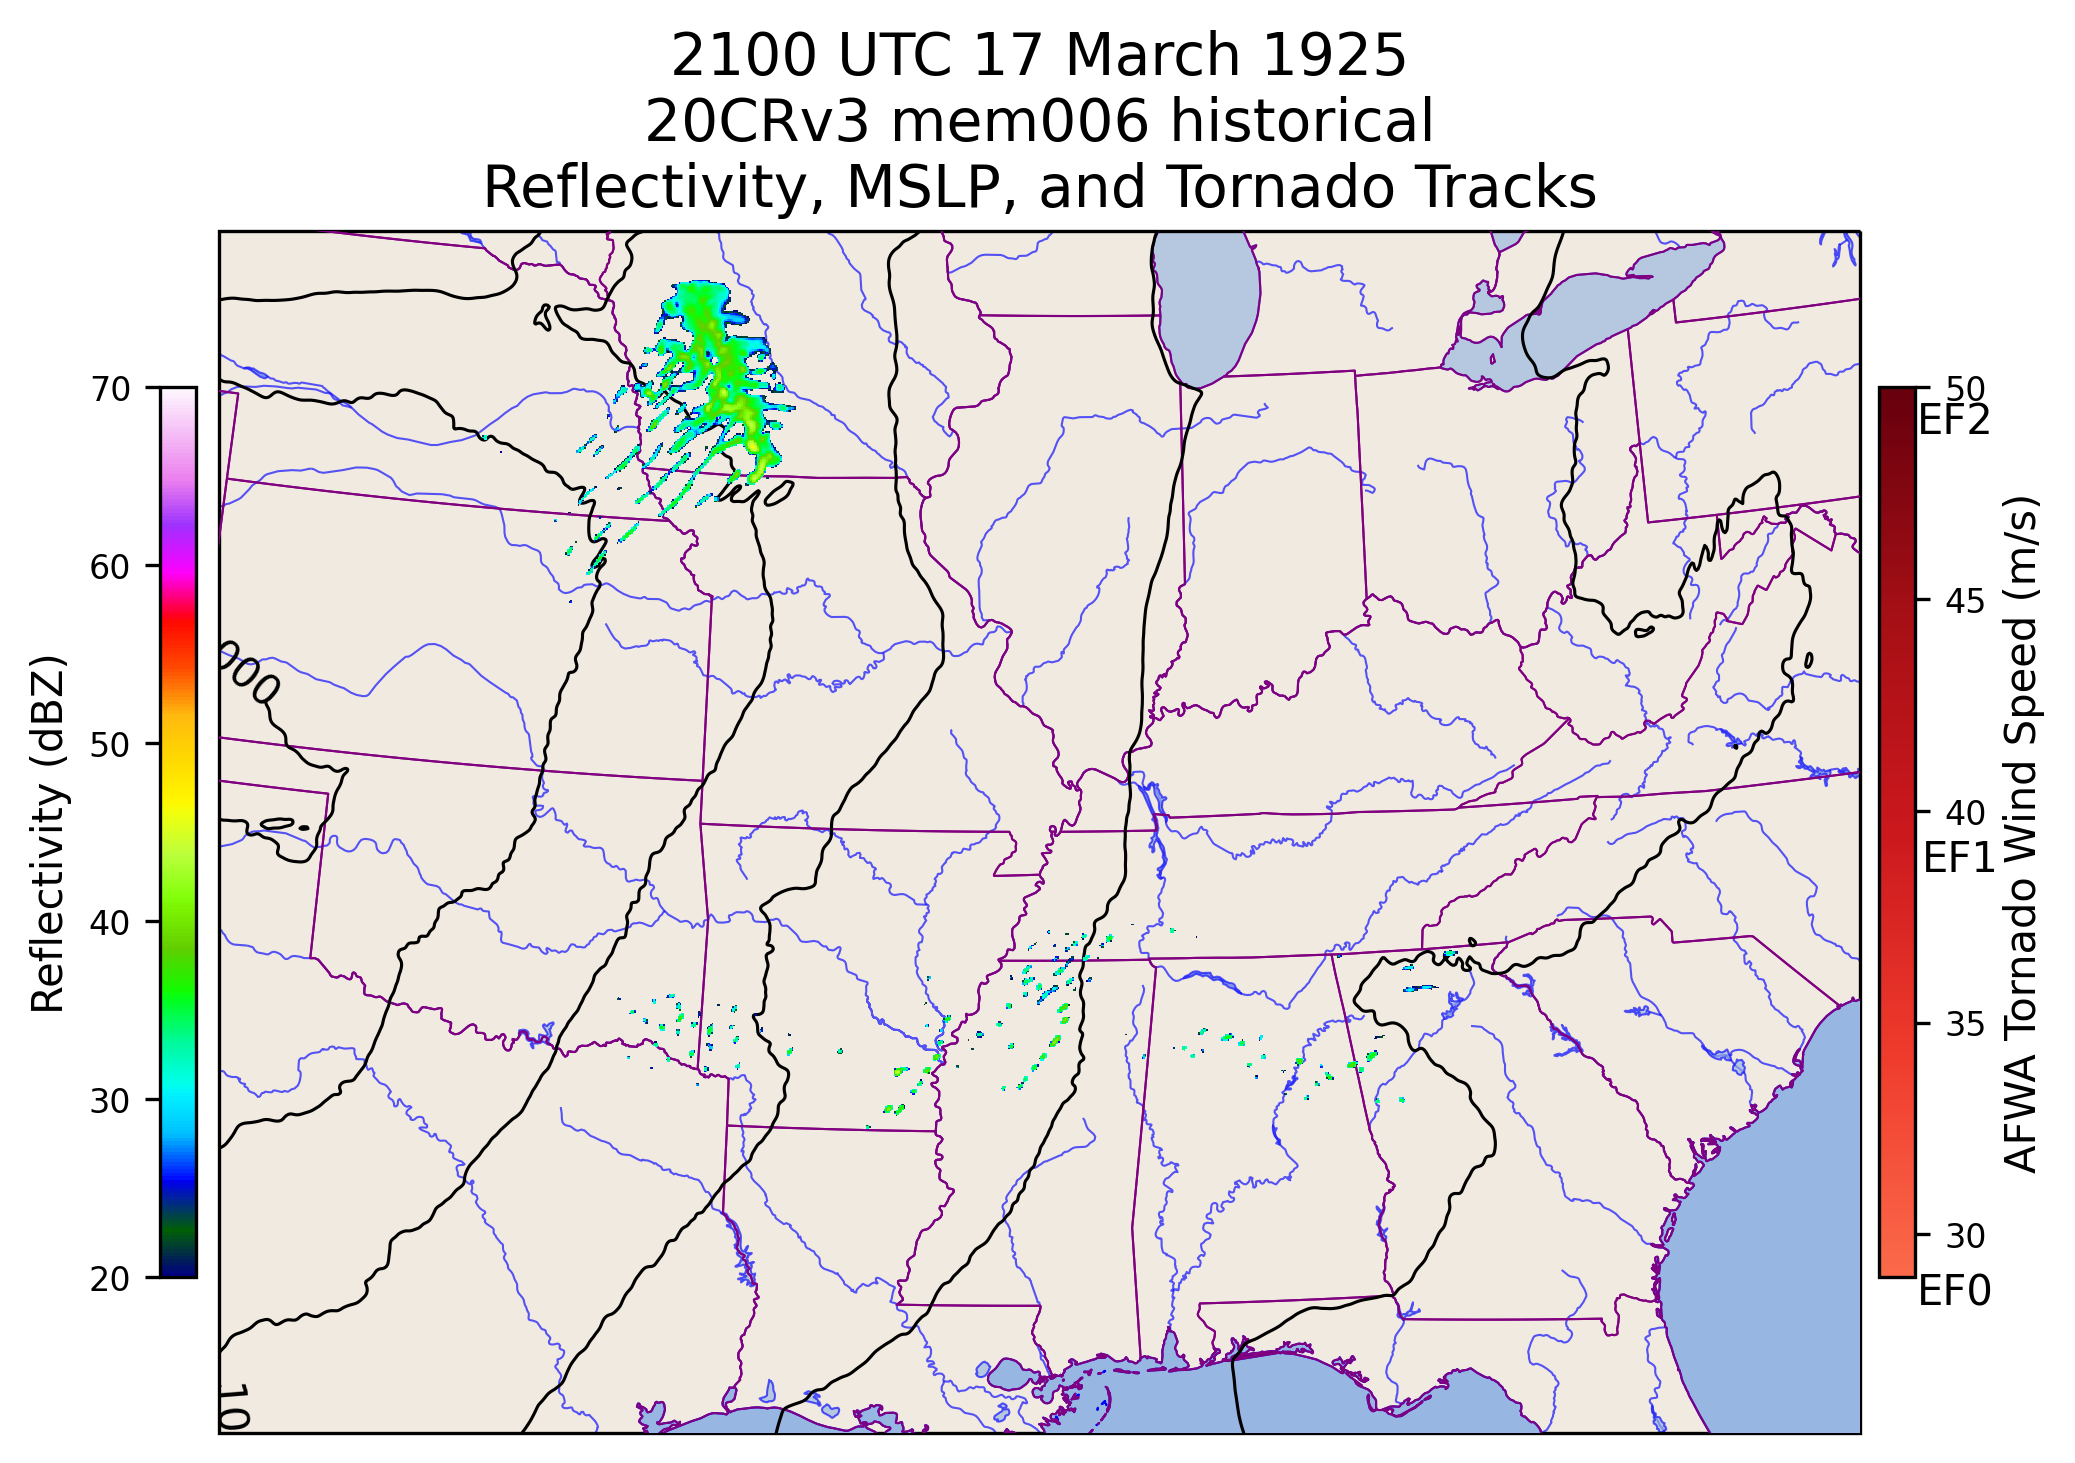 2100 UTC 17 March 1925
20CRv3 mem006 historical
Reflectivity, MSLP, and Tornado Tracks
Reflectivity (dBZ)
70
60
50
40
30
20
000
10
50
EF2
45
40
EF1
35
30
EF0
AFWA Tornado Wind Speed (m/s)